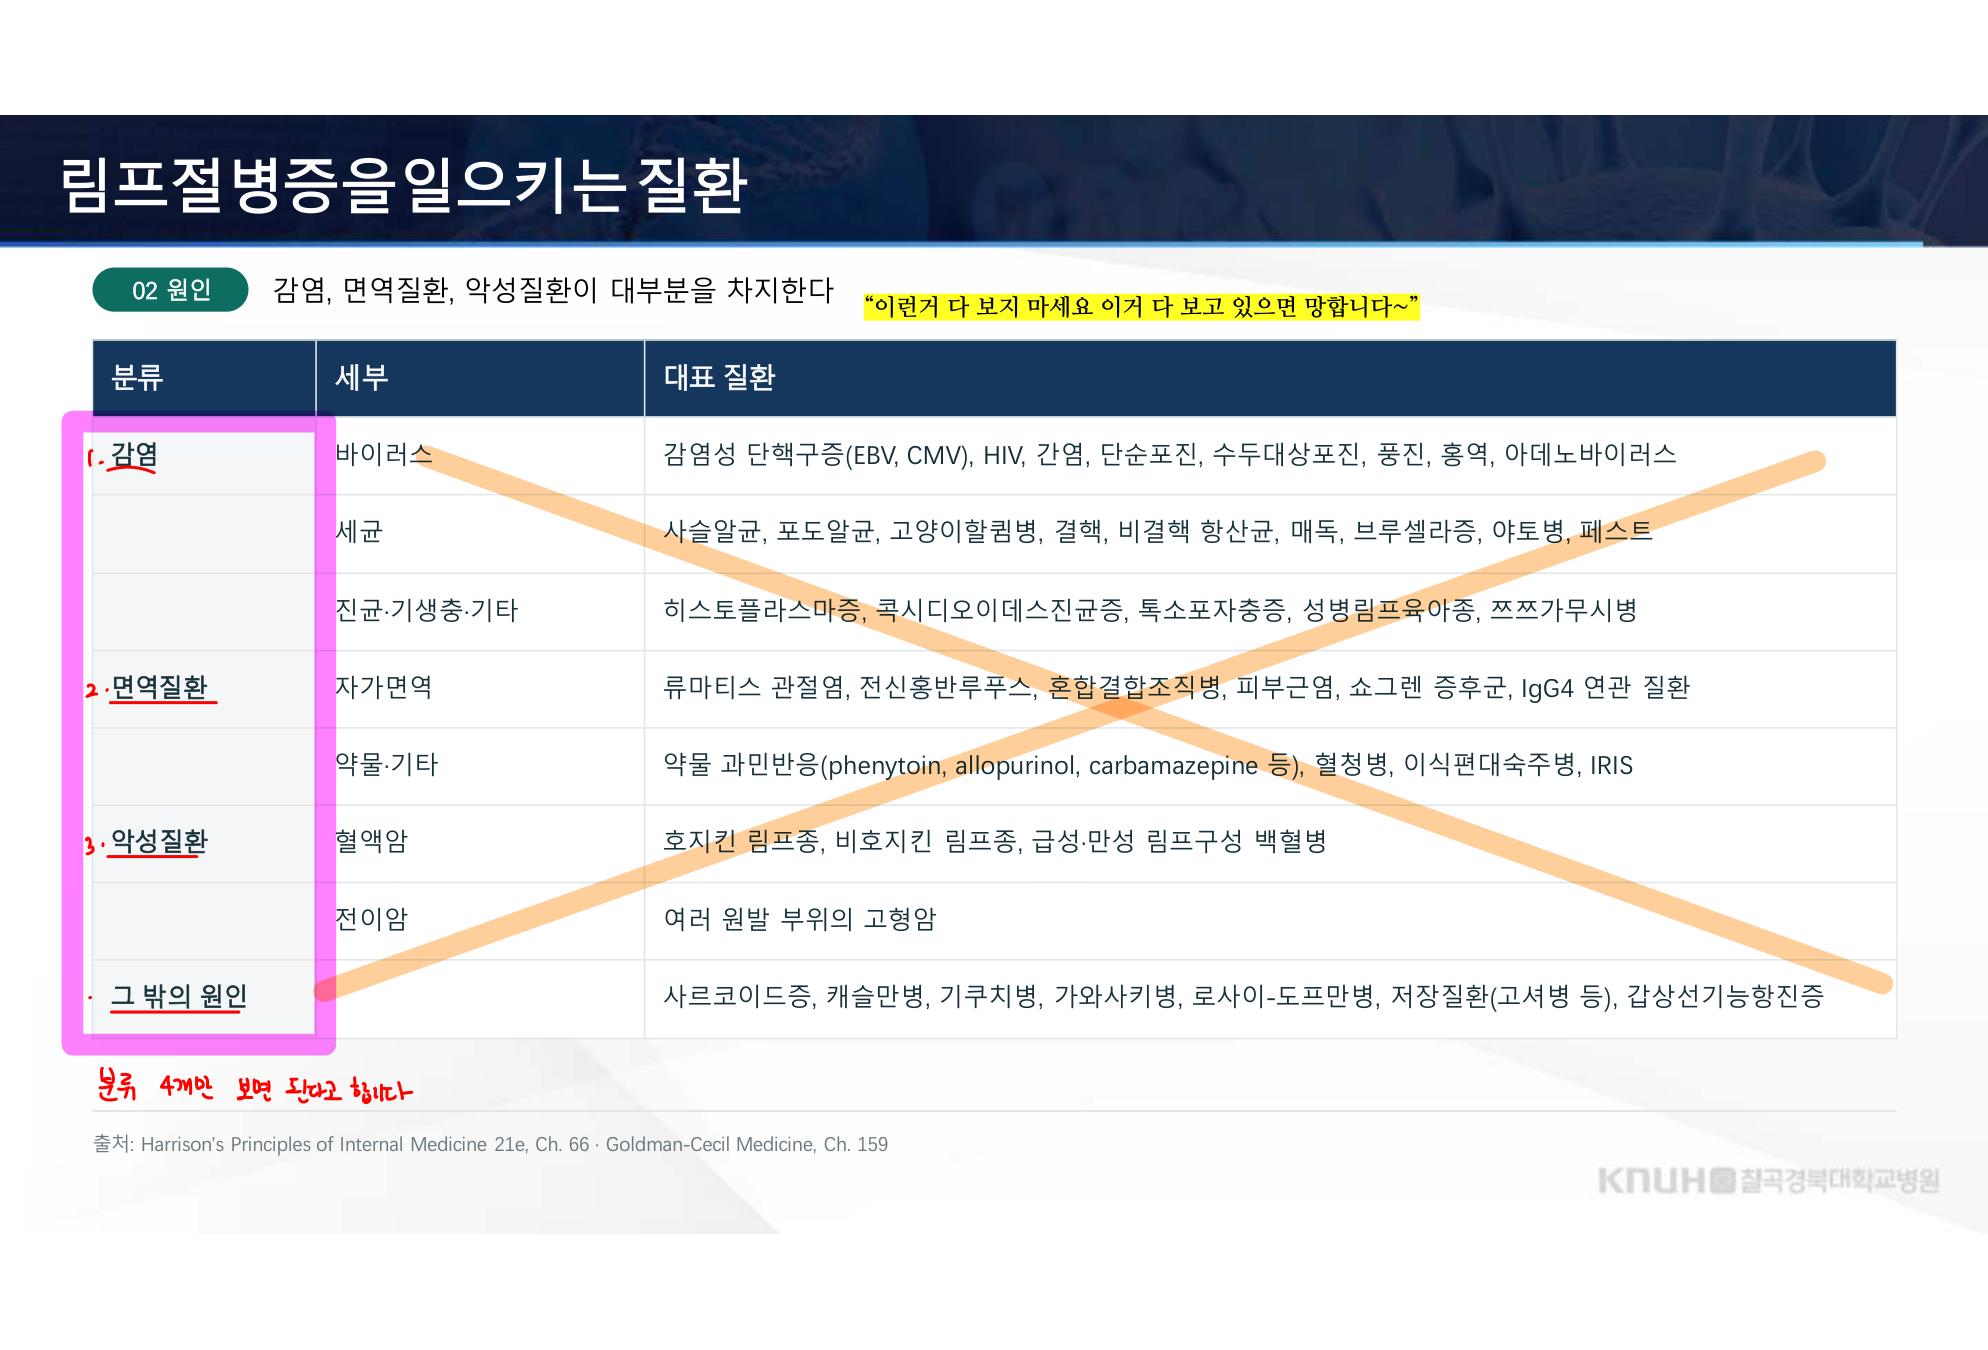 림프절병증을일으키는질환
02 원인 감염, 면역질환, 악성질환이 대부분을 차지한다
“이런거 다 보지 마세요 이거 다 보고 있으면 망합니다~”
분류 세부 대표 질환
1. 감염 바이러스 감염성 단핵구증(EBV, CMV), HIV, 간염, 단순포진, 수두대상포진, 풍진, 홍역, 아데노바이러스
세균 사슬알균, 포도알균, 고양이할큄병, 결핵, 비결핵 항산균, 매독, 브루셀라증, 야토병, 페스트
진균·기생충·기타 히스토플라스마증, 콕시디오이데스진균증, 톡소포자충증, 성병림프육아종, 쯔쯔가무시병
2. 면역질환 자가면역 류마티스 관절염, 전신홍반루푸스, 혼합결합조직병, 피부근염, 쇼그렌 증후군, IgG4 연관 질환
약물·기타 약물 과민반응(phenytoin, allopurinol, carbamazepine 등), 혈청병, 이식편대숙주병, IRIS
3. 악성질환 혈액암 호지킨 림프종, 비호지킨 림프종, 급성·만성 림프구성 백혈병
전이암 여러 원발 부위의 고형암
· 그 밖의 원인 사르코이드증, 캐슬만병, 기쿠치병, 가와사키병, 로사이-도프만병, 저장질환(고셔병 등), 갑상선기능항진증
분류 4개만 보면 된다고 합니다
출처: Harrison’s Principles of Internal Medicine 21e, Ch. 66 · Goldman-Cecil Medicine, Ch. 159
KNUH 칠곡경북대학교병원